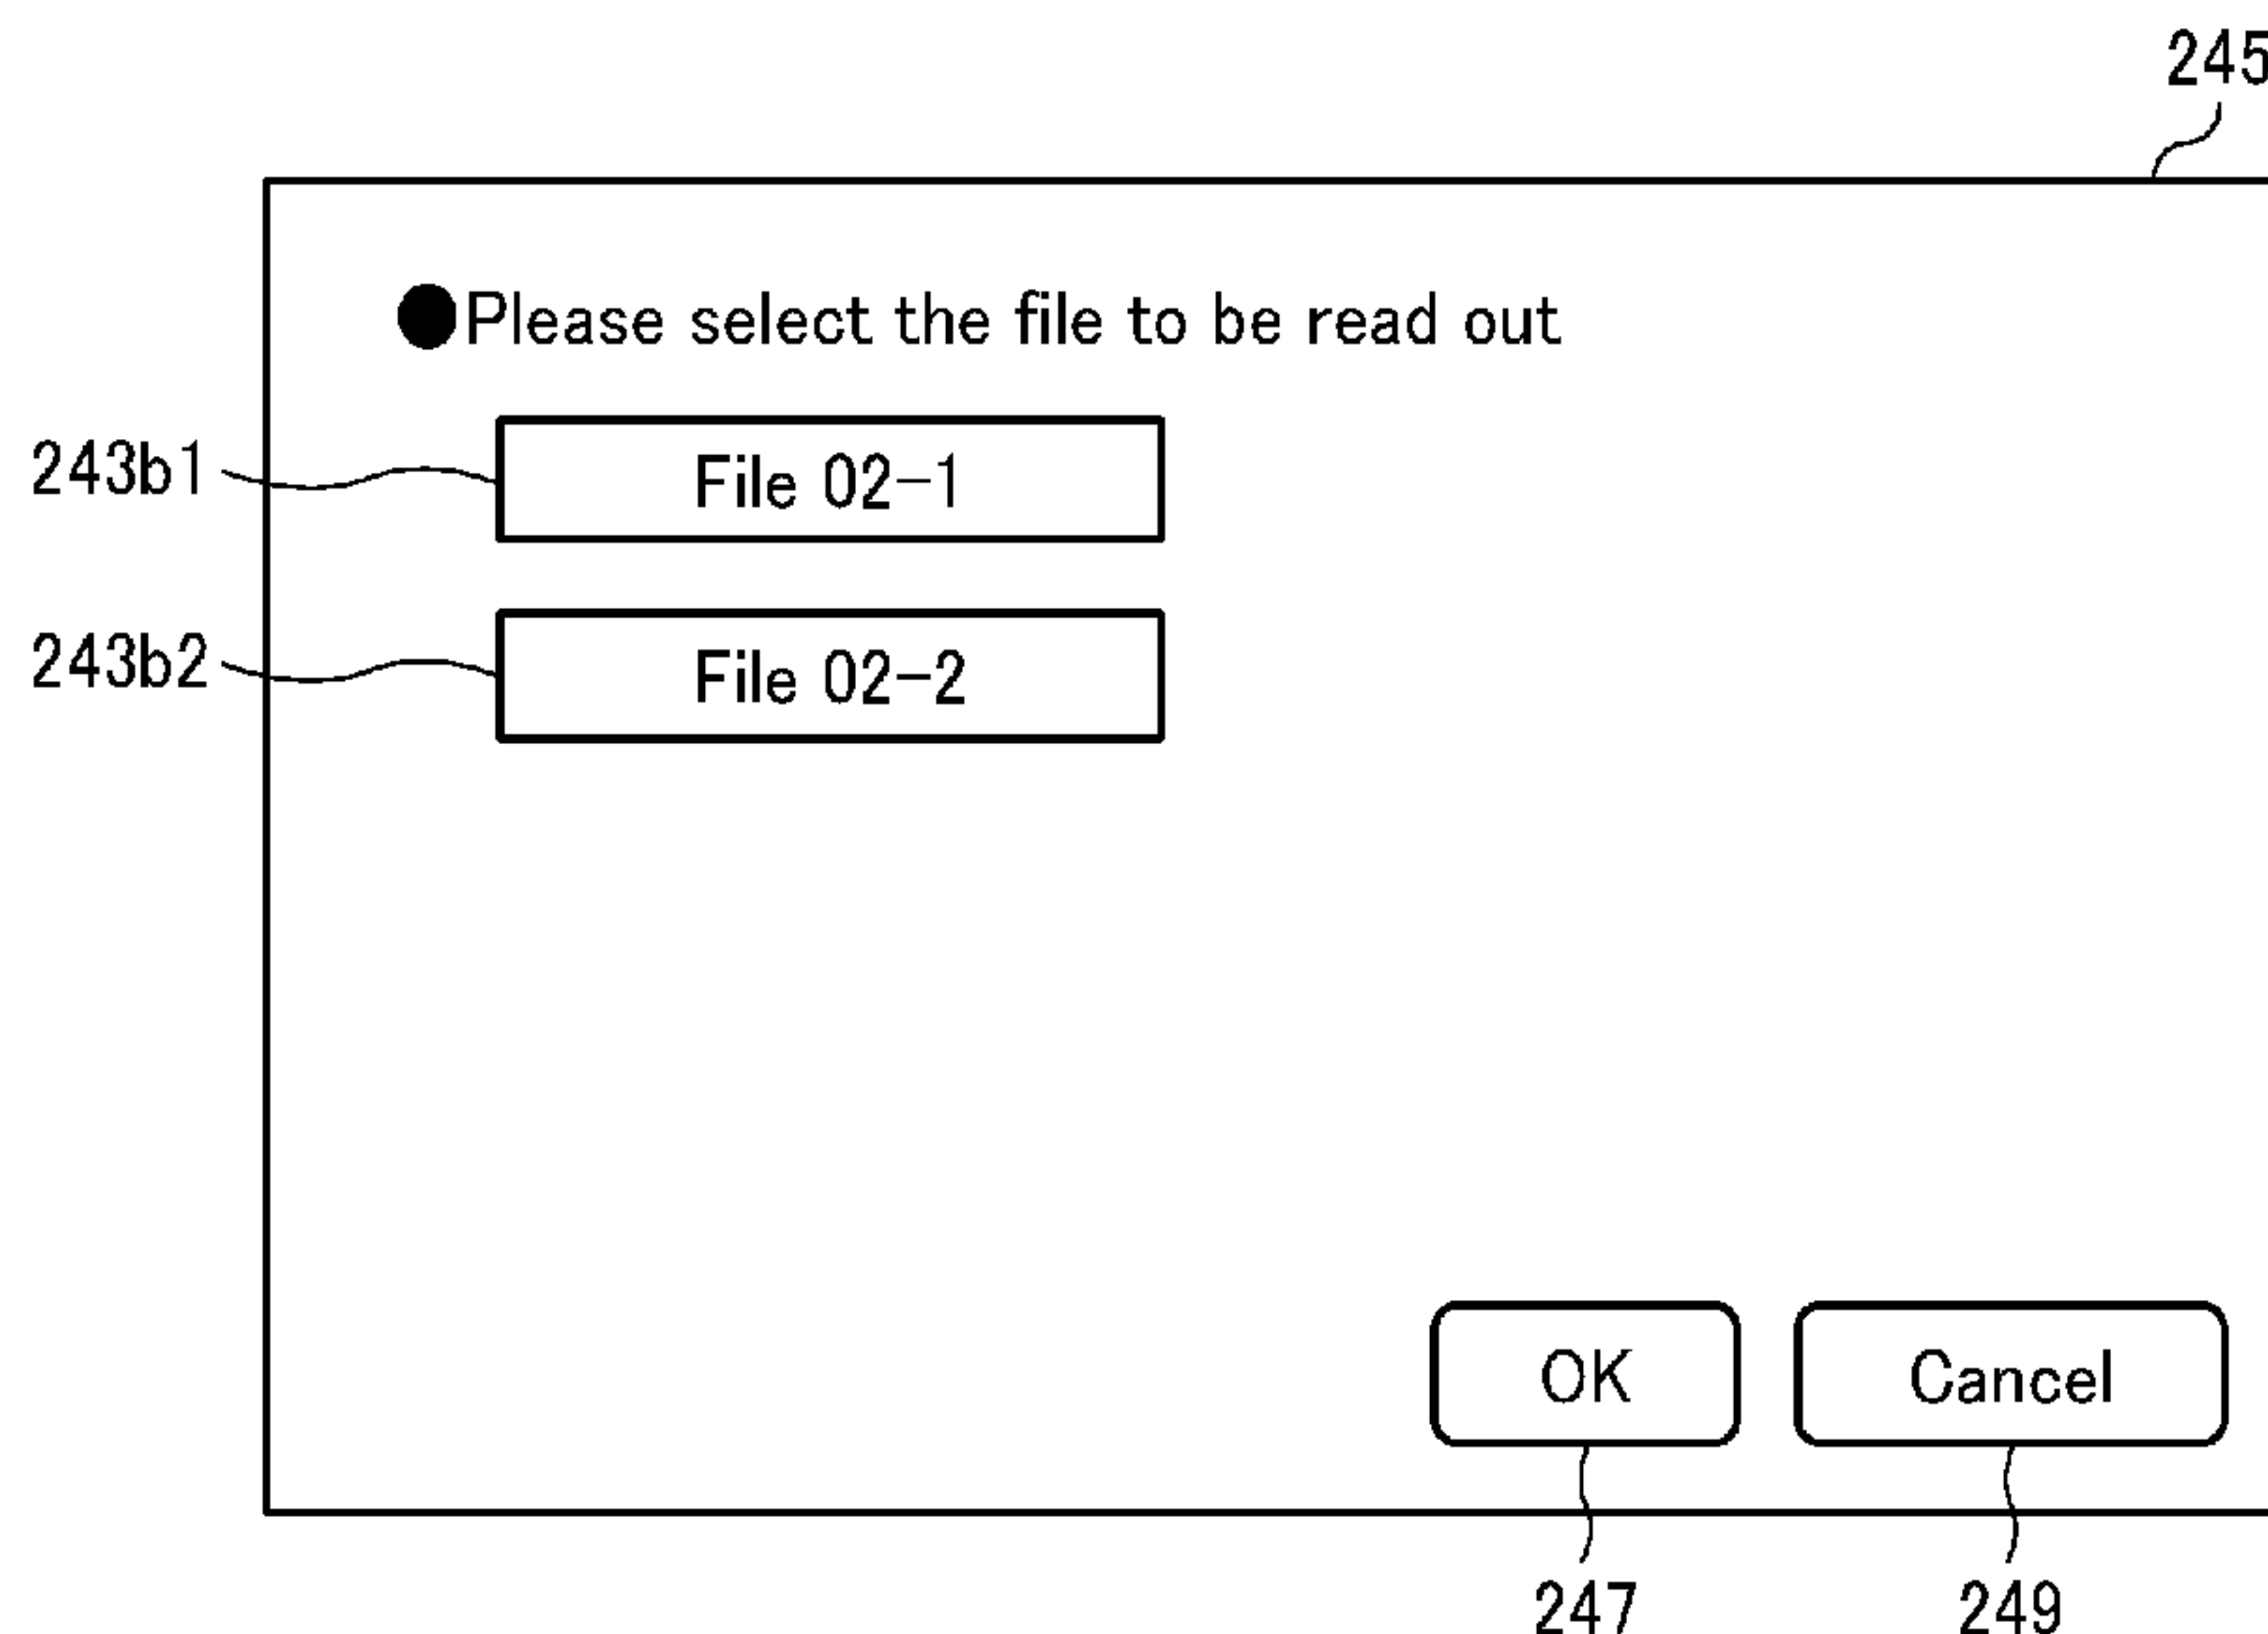 245
●Please select the file to be read out
243b1 File 02-1
243b2 File 02-2
OK Cancel
247 249